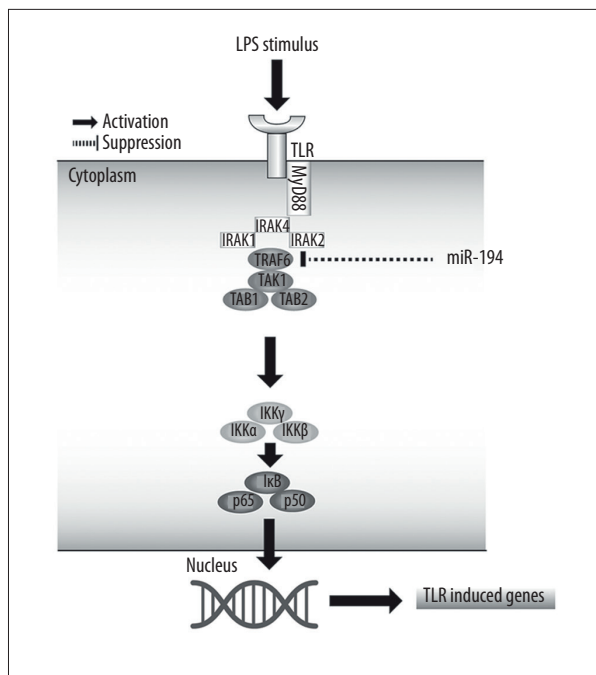 LPS stimulus
Activation
Suppression
TLR
Cytoplasm
MyD88
IRAK4
IRAK1
IRAK2
TRAF6
miR-194
TAK1
TAB1
TAB2
IKKγ
IKKα
IKKβ
IκB
p65
p50
Nucleus
TLR induced genes